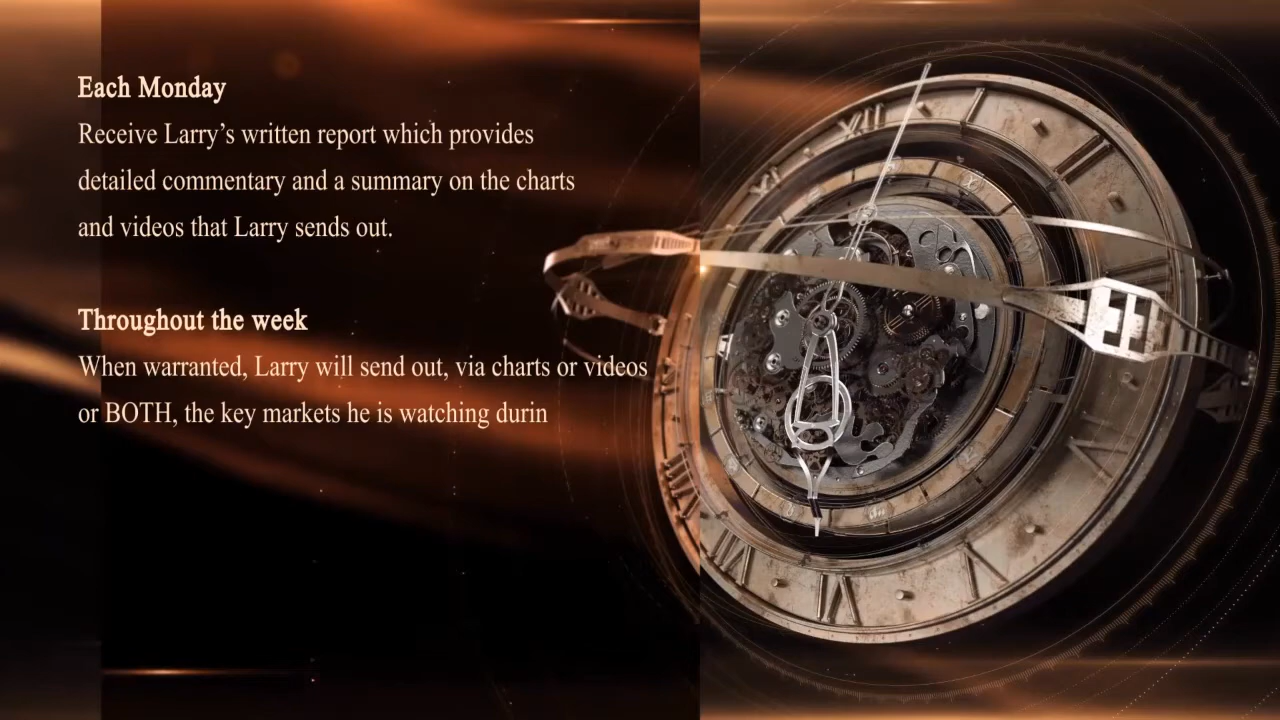 Each Monday
Receive Larry’s written report which provides
detailed commentary and a summary on the charts
and videos that Larry sends out.
Throughout the week
When warranted, Larry will send out, via charts or videos
or BOTH, the key markets he is watching durin
XII
XI